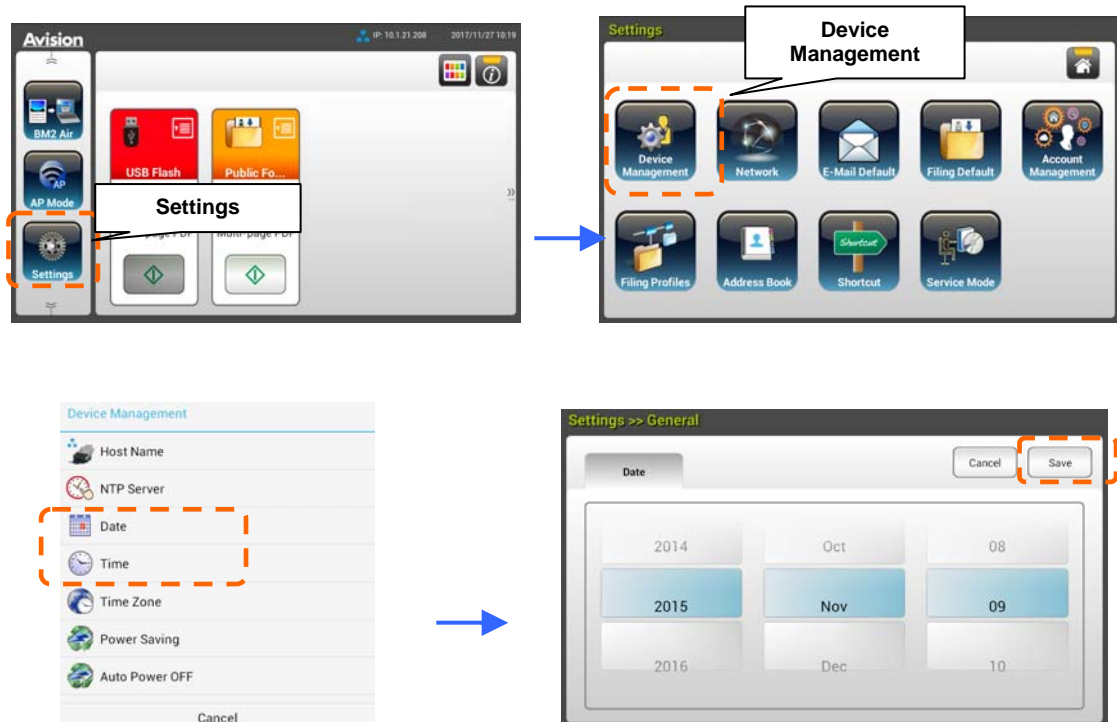 Avision
IP: 10.1.21.208 2017/11/27 10:19
BM2 Air
AP
AP Mode
Settings
USB Flash
Public Fo...
Settings
Multi-page PDF
Settings
Device
Management
Device
Management
Network
E-Mail Default
Filing Default
Account
Management
Filing Profiles
Address Book
Shortcut
Shortcut
Service Mode
Device Management
Host Name
NTP Server
Date
Time
Time Zone
Power Saving
Auto Power OFF
Cancel
Settings >> General
Date
Cancel
Save
2014 Oct 08
2015 Nov 09
2016 Dec 10